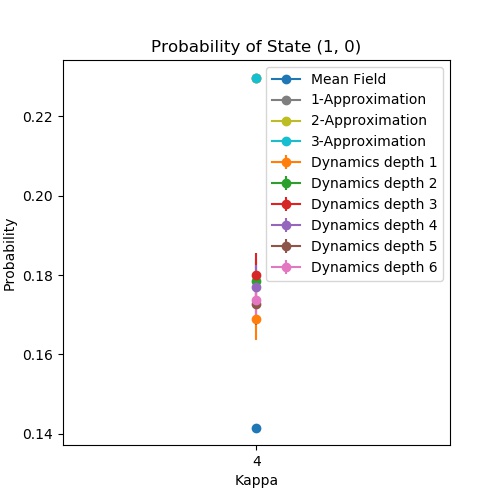 Probability of State (1, 0)
Mean Field
1-Approximation
2-Approximation
3-Approximation
Dynamics depth 1
Dynamics depth 2
Dynamics depth 3
Dynamics depth 4
Dynamics depth 5
Dynamics depth 6
0.22
0.20
0.18
0.16
0.14
Probability
4
Kappa